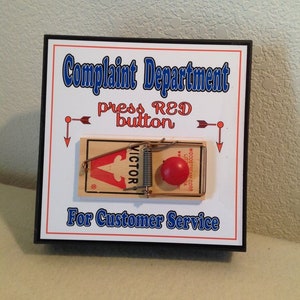 Complaint Department
press RED
button
VICTOR
For Customer Service